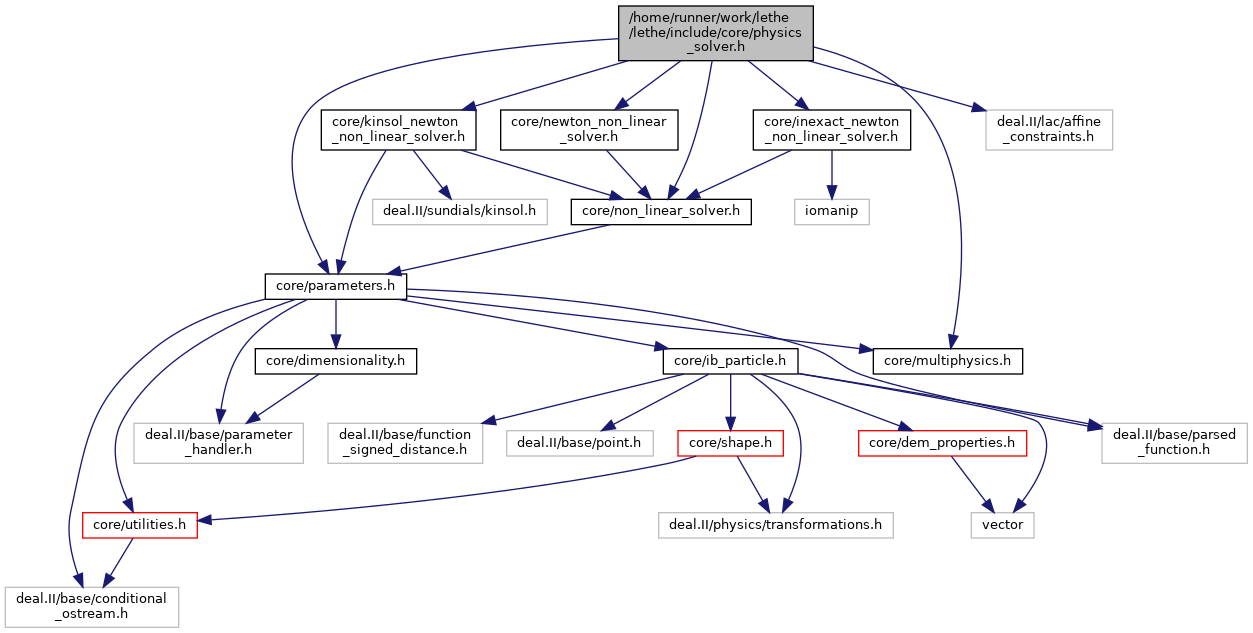 /home/runner/work/lethe
/lethe/include/core/physics
_solver.h
core/kinsol_newton
_non_linear_solver.h
core/newton_non_linear
_solver.h
core/inexact_newton
_non_linear_solver.h
deal.II/lac/affine
_constraints.h
deal.II/sundials/kinsol.h
core/non_linear_solver.h
iomanip
core/parameters.h
core/dimensionality.h
core/ib_particle.h
core/multiphysics.h
deal.II/base/parameter
_handler.h
deal.II/base/function
_signed_distance.h
deal.II/base/point.h
core/shape.h
core/dem_properties.h
deal.II/base/parsed
_function.h
core/utilities.h
deal.II/physics/transformations.h
vector
deal.II/base/conditional
_ostream.h